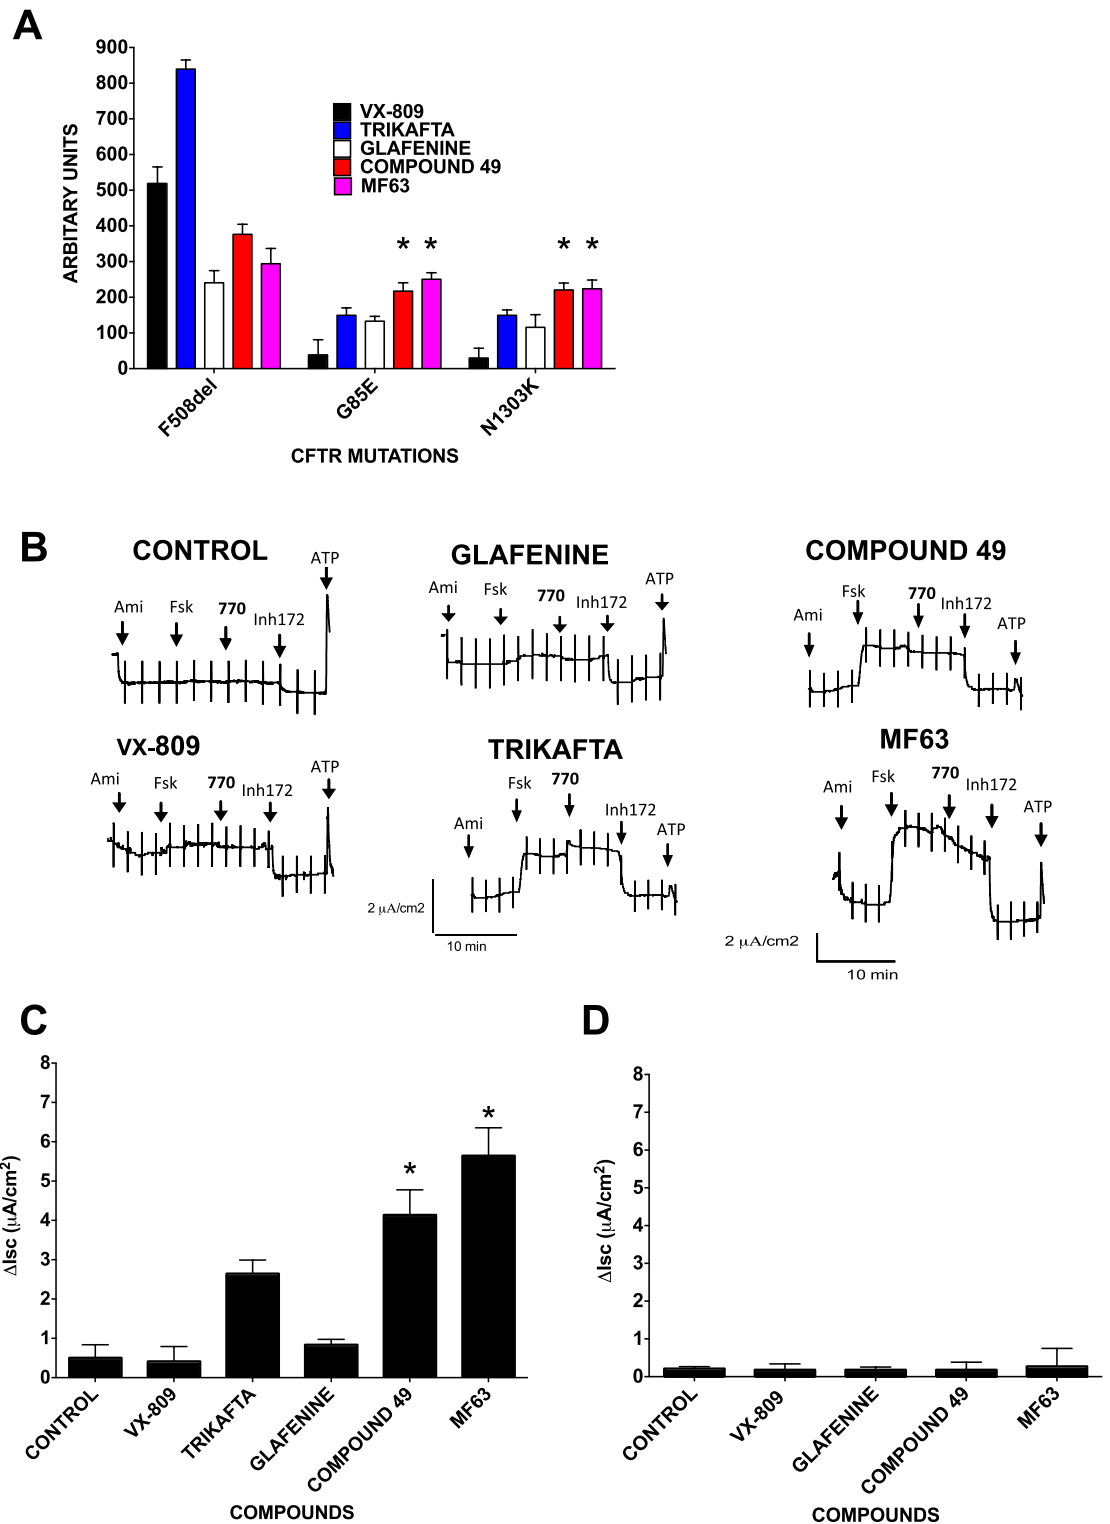 A
900
800
700
600
500
400
300
200
100
0
ARBITARY UNITS
VX-809
TRIKAFTA
GLAFENINE
COMPOUND 49
MF63
* *
* *
F508del
G85E
N1303K
CFTR MUTATIONS
B
CONTROL
Ami
Fsk
770
Inh172
ATP
GLAFENINE
Ami
Fsk
770
Inh172
ATP
COMPOUND 49
Ami
Fsk
770
Inh172
ATP
VX-809
Ami
Fsk
770
Inh172
ATP
TRIKAFTA
Ami
Fsk
770
Inh172
ATP
2 μA/cm2
10 min
MF63
Ami
Fsk
770
Inh172
ATP
2 μA/cm2
10 min
C
8
7
6
5
4
3
2
1
0
ΔIsc (μA/cm²)
*
*
CONTROL
VX-809
TRIKAFTA
GLAFENINE
COMPOUND 49
MF63
COMPOUNDS
D
8
7
6
5
4
3
2
1
0
ΔIsc (μA/cm²)
CONTROL
VX-809
GLAFENINE
COMPOUND 49
MF63
COMPOUNDS